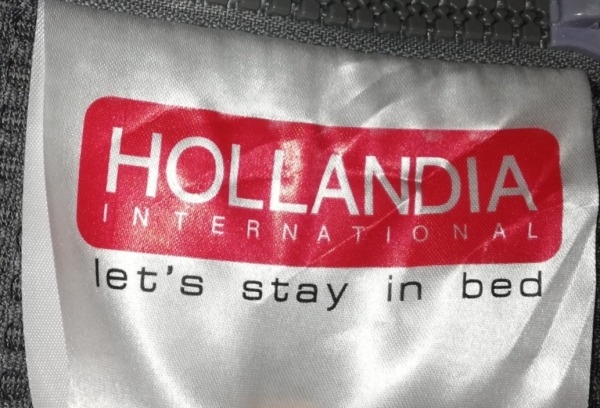 HOLLANDIA
INTERNATIONAL
let's stay in bed